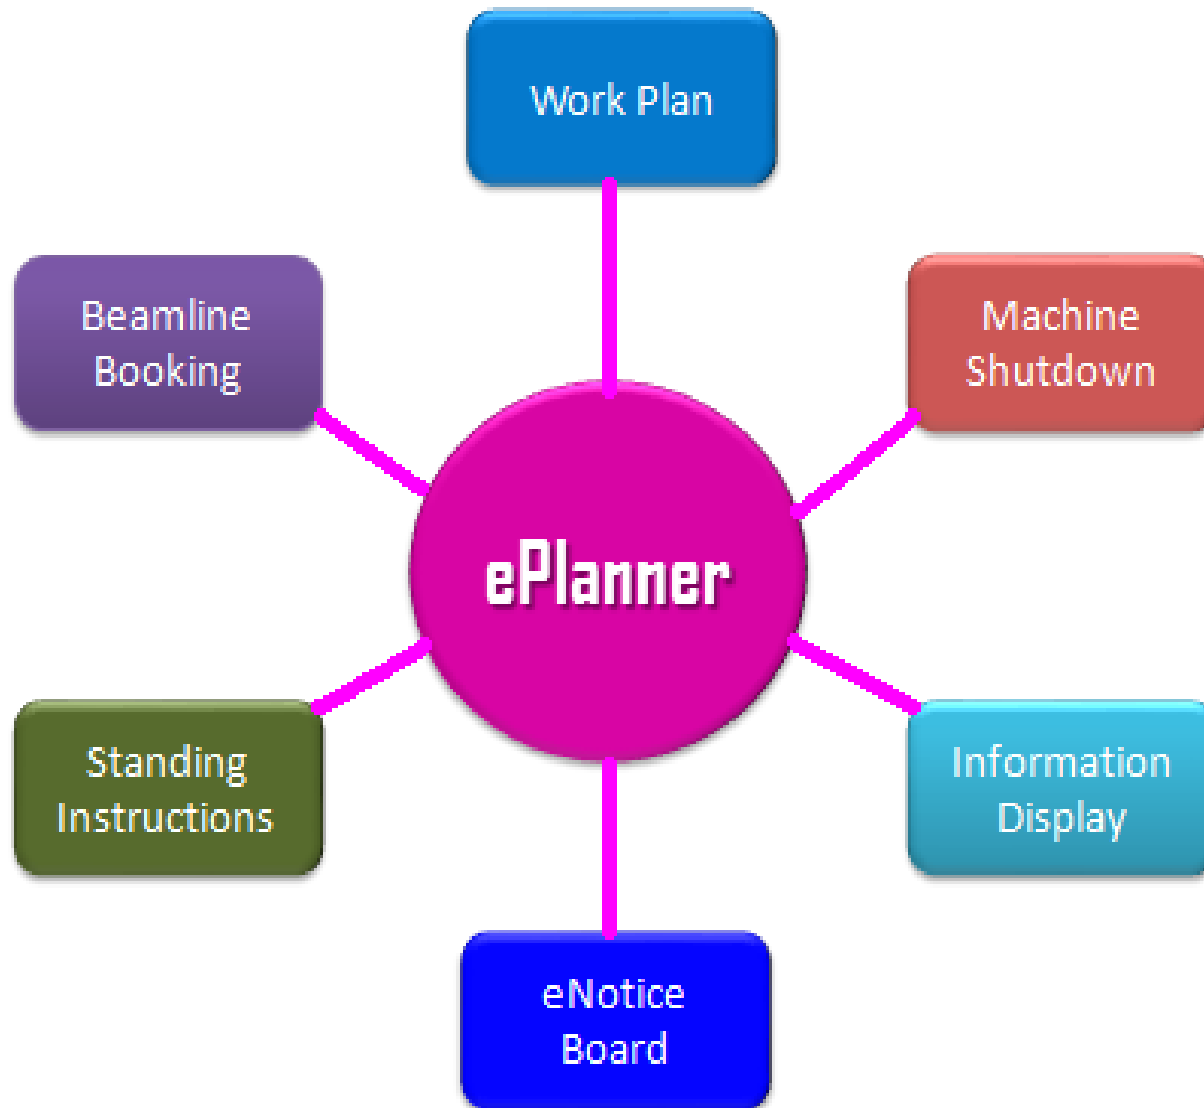 Work Plan
Beamline
Booking
Machine
Shutdown
ePlanner
Standing
Instructions
Information
Display
eNotice
Board